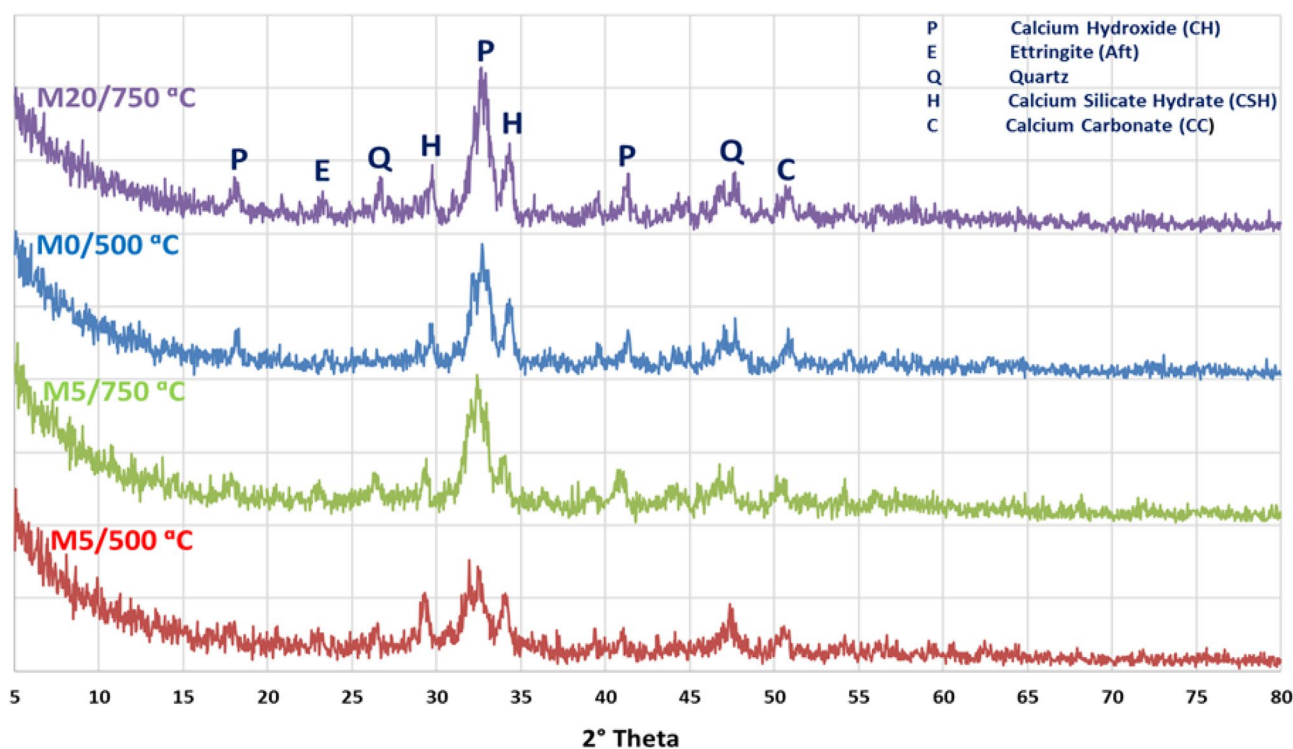 P Calcium Hydroxide (CH)
E Ettringite (Aft)
Q Quartz
H Calcium Silicate Hydrate (CSH)
C Calcium Carbonate (CC)
M20/750 ºC
P E Q H P H P Q C
M0/500 ºC
M5/750 ºC
M5/500 ºC
5 10 15 20 25 30 35 40 45 50 55 60 65 70 75 80
2° Theta